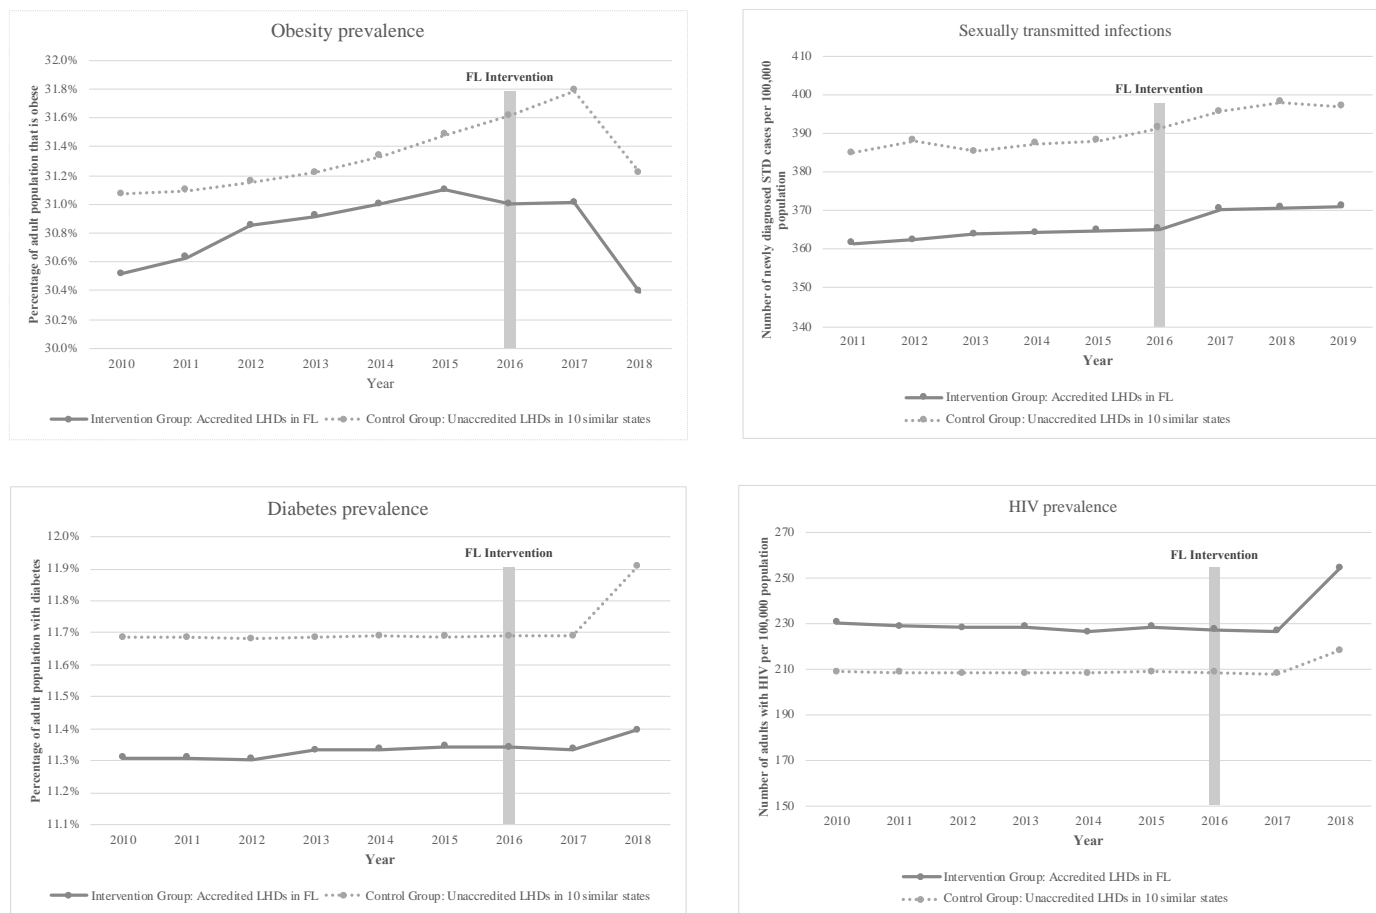 Obesity prevalence
Percentage of adult population that is obese
32.0%
31.8%
31.6%
31.4%
31.2%
31.0%
30.8%
30.6%
30.4%
30.2%
30.0%
FL Intervention
2010 2011 2012 2013 2014 2015 2016 2017 2018
Year
Intervention Group: Accredited LHDs in FL Control Group: Unaccredited LHDs in 10 similar states
Sexually transmitted infections
Number of newly diagnosed STD cases per 100,000
population
410
400
390
380
370
360
350
340
FL Intervention
2011 2012 2013 2014 2015 2016 2017 2018 2019
Year
Intervention Group: Accredited LHDs in FL
Control Group: Unaccredited LHDs in 10 similar states
Diabetes prevalence
Percentage of adult population with diabetes
12.0%
11.9%
11.8%
11.7%
11.6%
11.5%
11.4%
11.3%
11.2%
11.1%
FL Intervention
2010 2011 2012 2013 2014 2015 2016 2017 2018
Year
Intervention Group: Accredited LHDs in FL Control Group: Unaccredited LHDs in 10 similar states
HIV prevalence
Number of adults with HIV per 100,000 population
270
250
230
210
190
170
150
FL Intervention
2010 2011 2012 2013 2014 2015 2016 2017 2018
Year
Intervention Group: Accredited LHDs in FL
Control Group: Unaccredited LHDs in 10 similar states